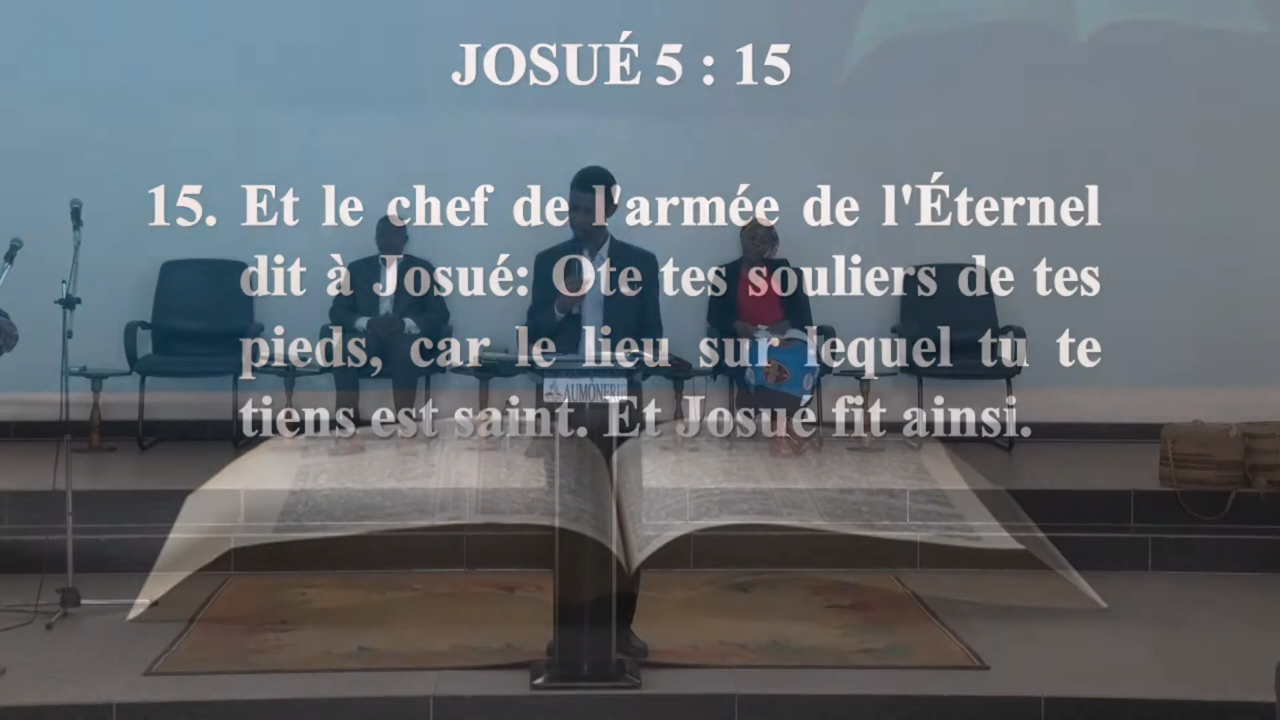 JOSUÉ 5 : 15
15. Et le chef de l'armée de l'Éternel
dit à Josué: Ote tes souliers de tes
pieds, car le lieu sur lequel tu te
tiens est saint. Et Josué fit ainsi.
AUMÔNERIE